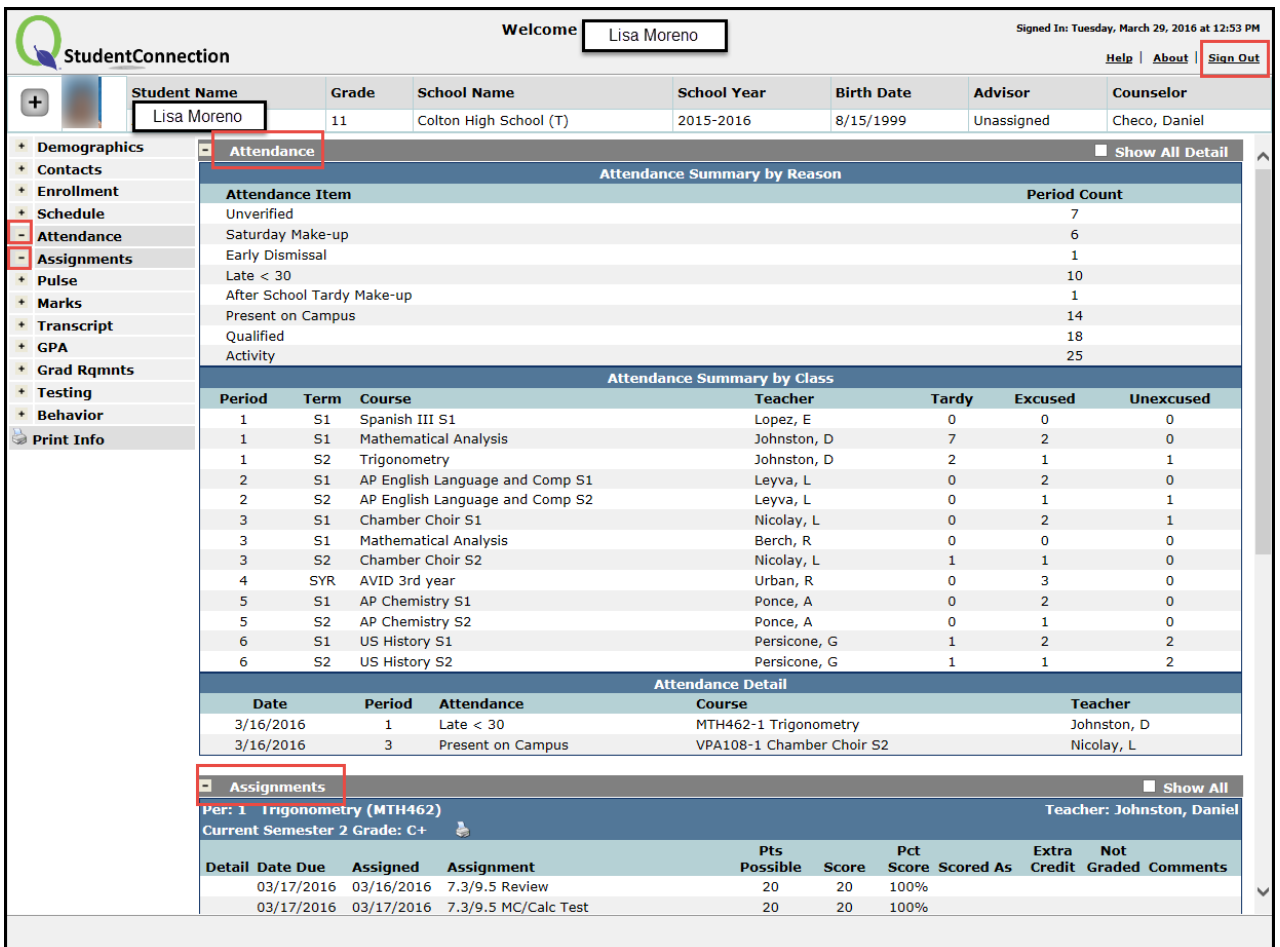 Welcome Lisa Moreno Signed In: Tuesday, March 29, 2016 at 12:53 PM
StudentConnection Help | About | Sign Out
Student Name Grade School Name School Year Birth Date Advisor Counselor
Lisa Moreno 11 Colton High School (T) 2015-2016 8/15/1999 Unassigned Checo, Daniel
+ Demographics
+ Contacts
+ Enrollment
+ Schedule
- Attendance
- Assignments
+ Pulse
+ Marks
+ Transcript
+ GPA
+ Grad Rqmnts
+ Testing
+ Behavior
Print Info
- Attendance Show All Detail
Attendance Summary by Reason
Attendance Item Period Count
Unverified 7
Saturday Make-up 6
Early Dismissal 1
Late < 30 10
After School Tardy Make-up 1
Present on Campus 14
Qualified 18
Activity 25
Attendance Summary by Class
Period Term Course Teacher Tardy Excused Unexcused
1 S1 Spanish III S1 Lopez, E 0 0 0
1 S1 Mathematical Analysis Johnston, D 7 2 0
1 S2 Trigonometry Johnston, D 2 1 1
2 S1 AP English Language and Comp S1 Leyva, L 0 2 0
2 S2 AP English Language and Comp S2 Leyva, L 0 1 1
3 S1 Chamber Choir S1 Nicolay, L 0 2 1
3 S1 Mathematical Analysis Berch, R 0 0 0
3 S2 Chamber Choir S2 Nicolay, L 1 1 0
4 SYR AVID 3rd year Urban, R 0 3 0
5 S1 AP Chemistry S1 Ponce, A 0 2 0
5 S2 AP Chemistry S2 Ponce, A 0 1 0
6 S1 US History S1 Persicone, G 1 2 2
6 S2 US History S2 Persicone, G 1 1 2
Attendance Detail
Date Period Attendance Course Teacher
3/16/2016 1 Late < 30 MTH462-1 Trigonometry Johnston, D
3/16/2016 3 Present on Campus VPA108-1 Chamber Choir S2 Nicolay, L
- Assignments Show All
Per: 1 Trigonometry (MTH462) Teacher: Johnston, Daniel
Current Semester 2 Grade: C+
Detail Date Due Assigned Assignment Pts Possible Score Pct Score Scored As Extra Credit Not Graded Comments
03/17/2016 03/16/2016 7.3/9.5 Review 20 20 100%
03/17/2016 03/17/2016 7.3/9.5 MC/Calc Test 20 20 100%